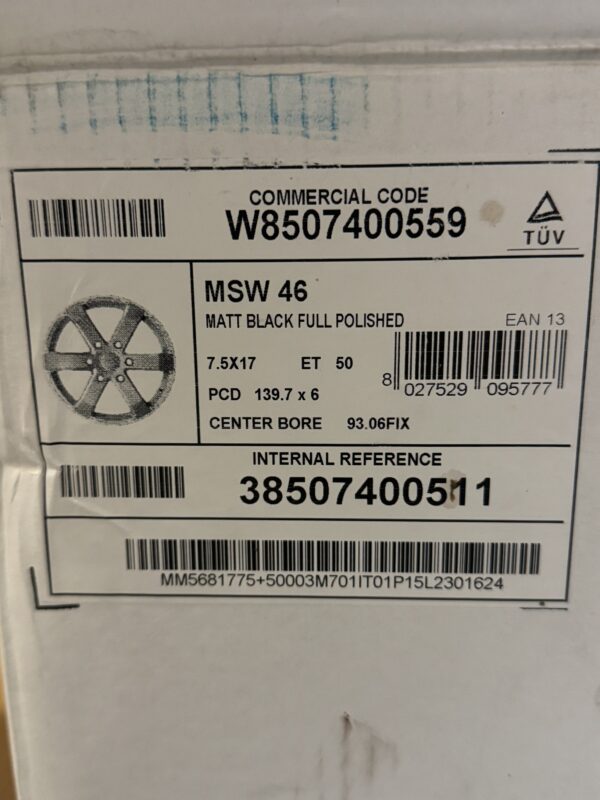 COMMERCIAL CODE
W8507400559
TÜV
MSW 46
MATT BLACK FULL POLISHED
EAN 13
7.5X17 ET 50
8 027529 095777
PCD 139.7 x 6
CENTER BORE 93.06FIX
INTERNAL REFERENCE
38507400511
MM5681775+50003M701IT01P15L2301624